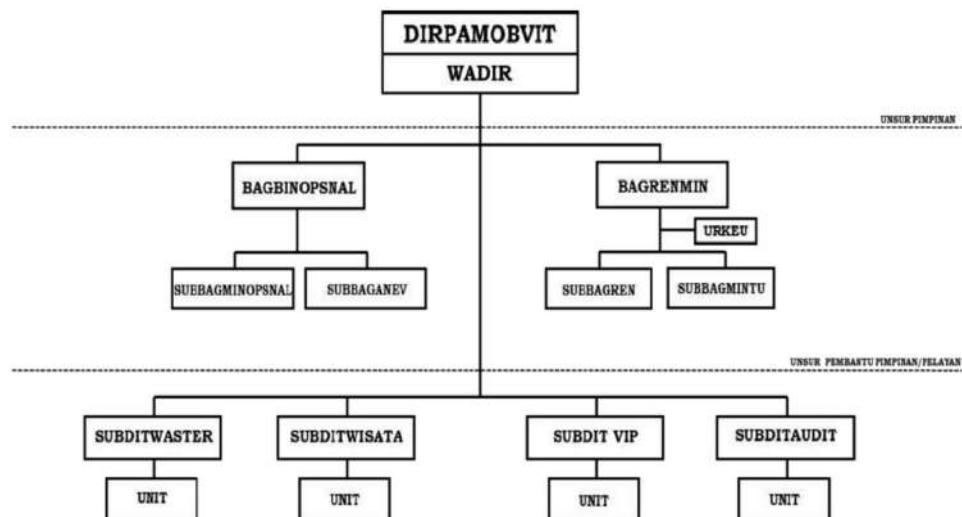 DIRPAMOBVIT
WADIR
UNSUR PIMPINAN
BAGBINOPSNAL
BAGRENMIN
URKEU
SUBBAGMINOPSNAL
SUBBAGANEV
SUBBAGREN
SUBBAGMINTU
UNSUR PEMBANTU PIMPINAN/PELAYAN
SUBDITWASTER
SUBDITWISATA
SUBDIT VIP
SUBDITAUDIT
UNIT
UNIT
UNIT
UNIT